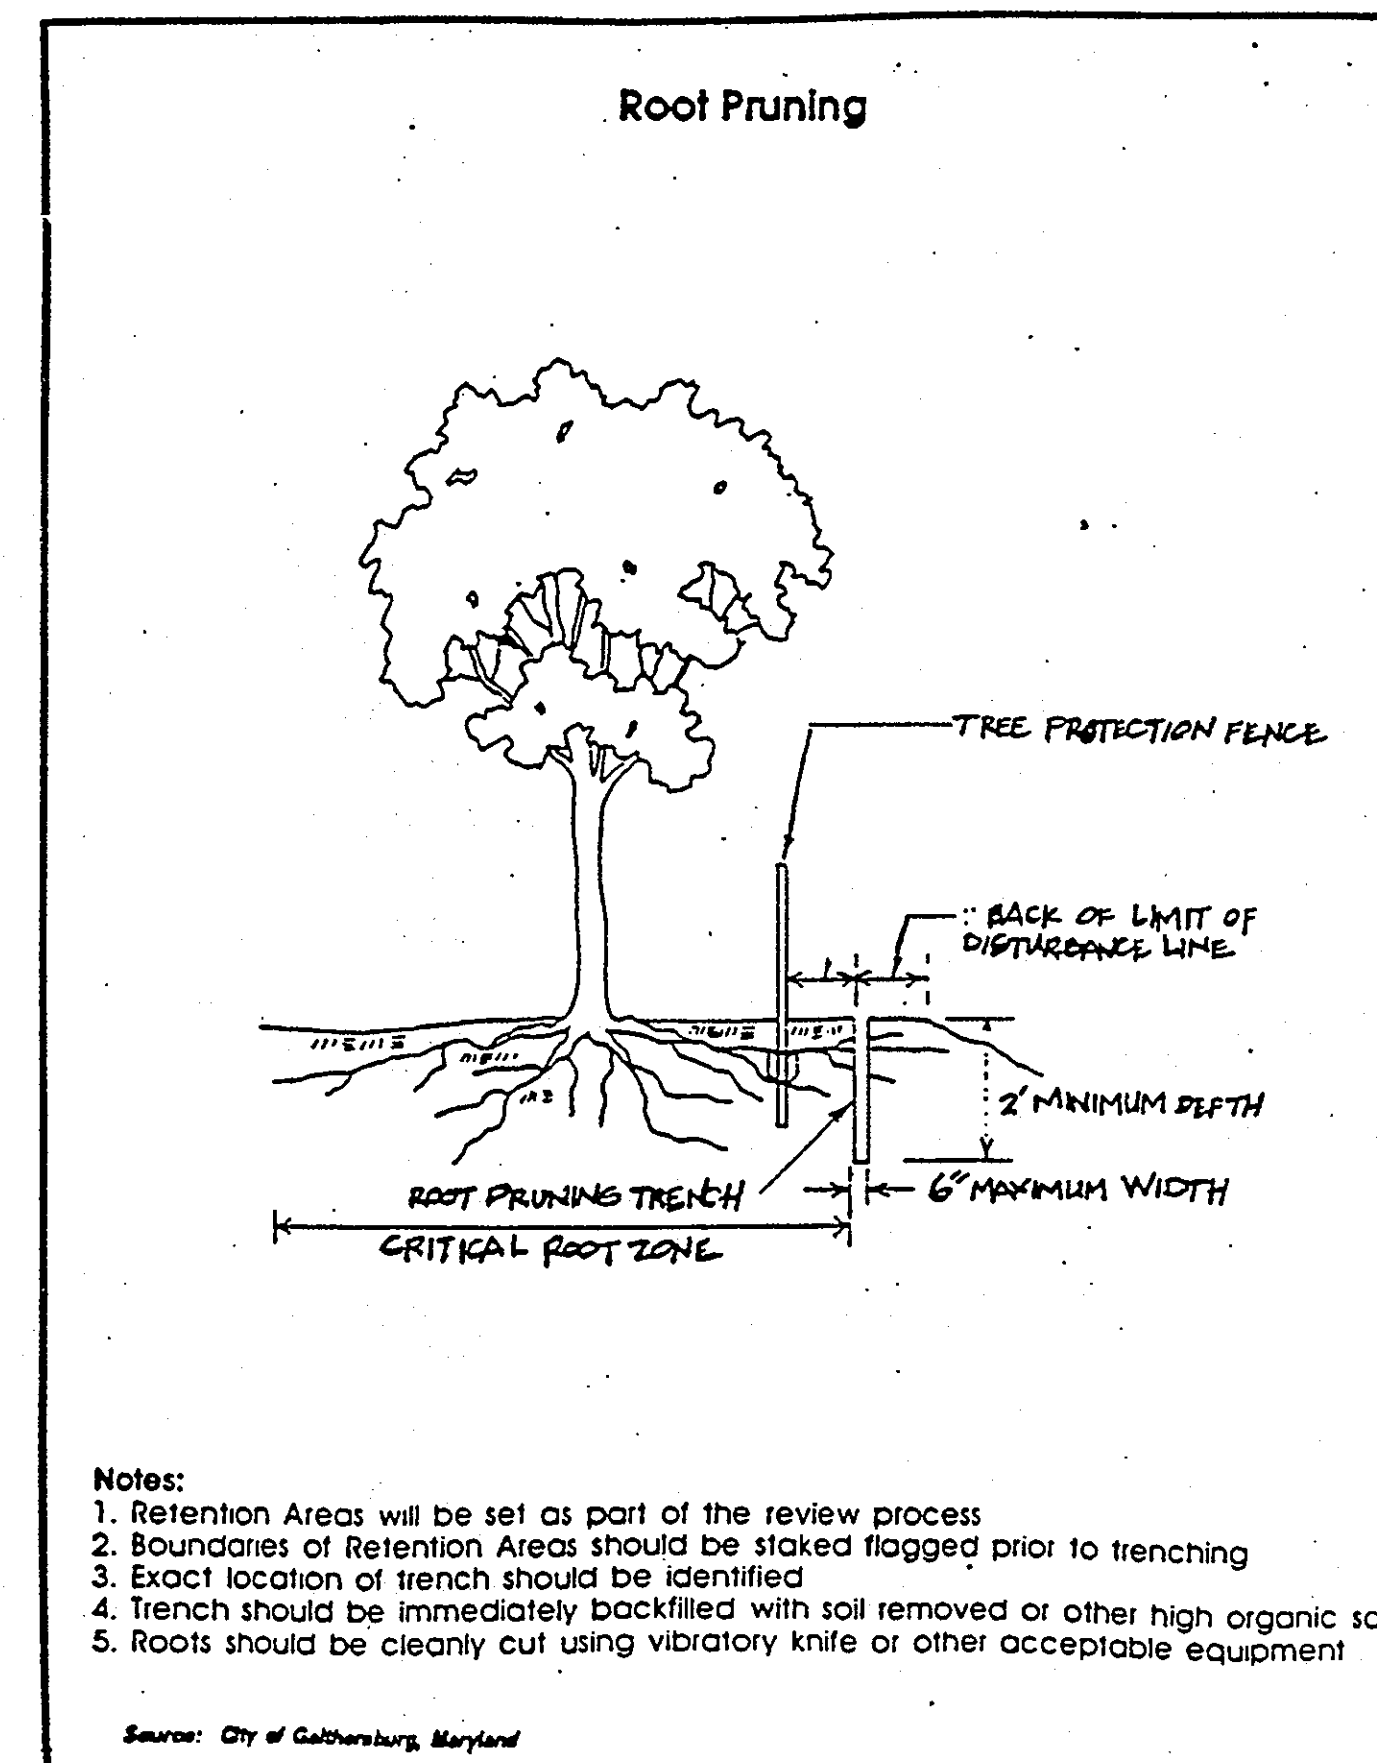 Root Pruning
TREE PROTECTION FENCE
BACK OF LIMIT OF
DISTURBANCE LINE
2' MINIMUM DEPTH
ROOT PRUNING TRENCH
6" MAXIMUM WIDTH
CRITICAL ROOT ZONE
Notes:
1. Retention Areas will be set as part of the review process
2. Boundaries of Retention Areas should be staked flagged prior to trenching
3. Exact location of trench should be identified
4. Trench should be immediately backfilled with soil removed or other high organic
5. Roots should be cleanly cut using vibratory knife or other acceptable equipment
Source: City of Gaithersburg, Maryland